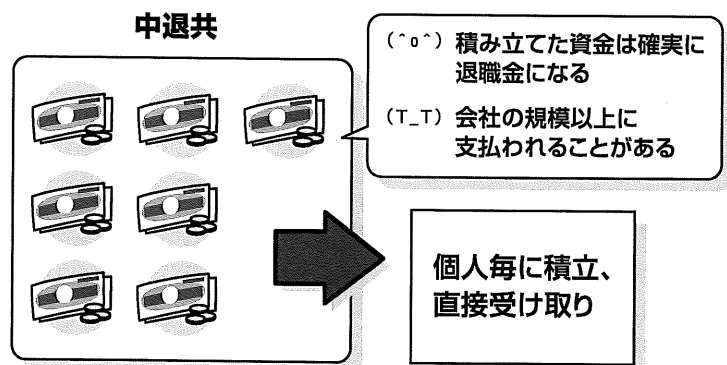 中退共
(^o^) 積み立てた資金は確実に
退職金になる
(T_T) 会社の規模以上に
支払われることがある
個人毎に積立、
直接受け取り